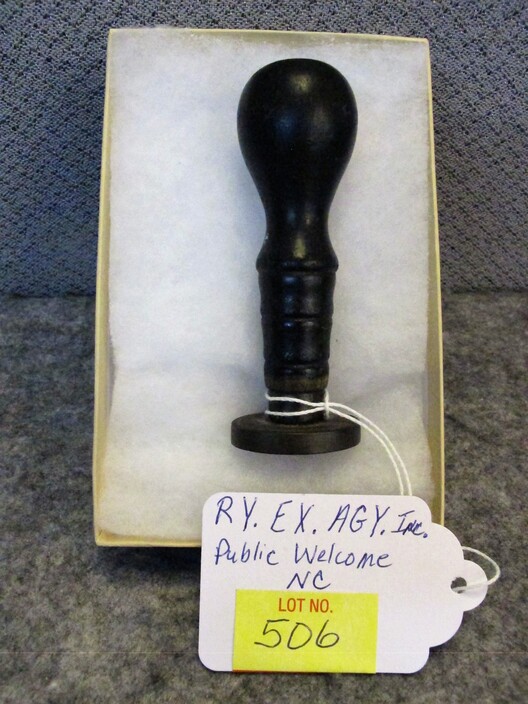 RY. EX. AGY. Inc.
Public Welcome
NC
LOT NO.
506